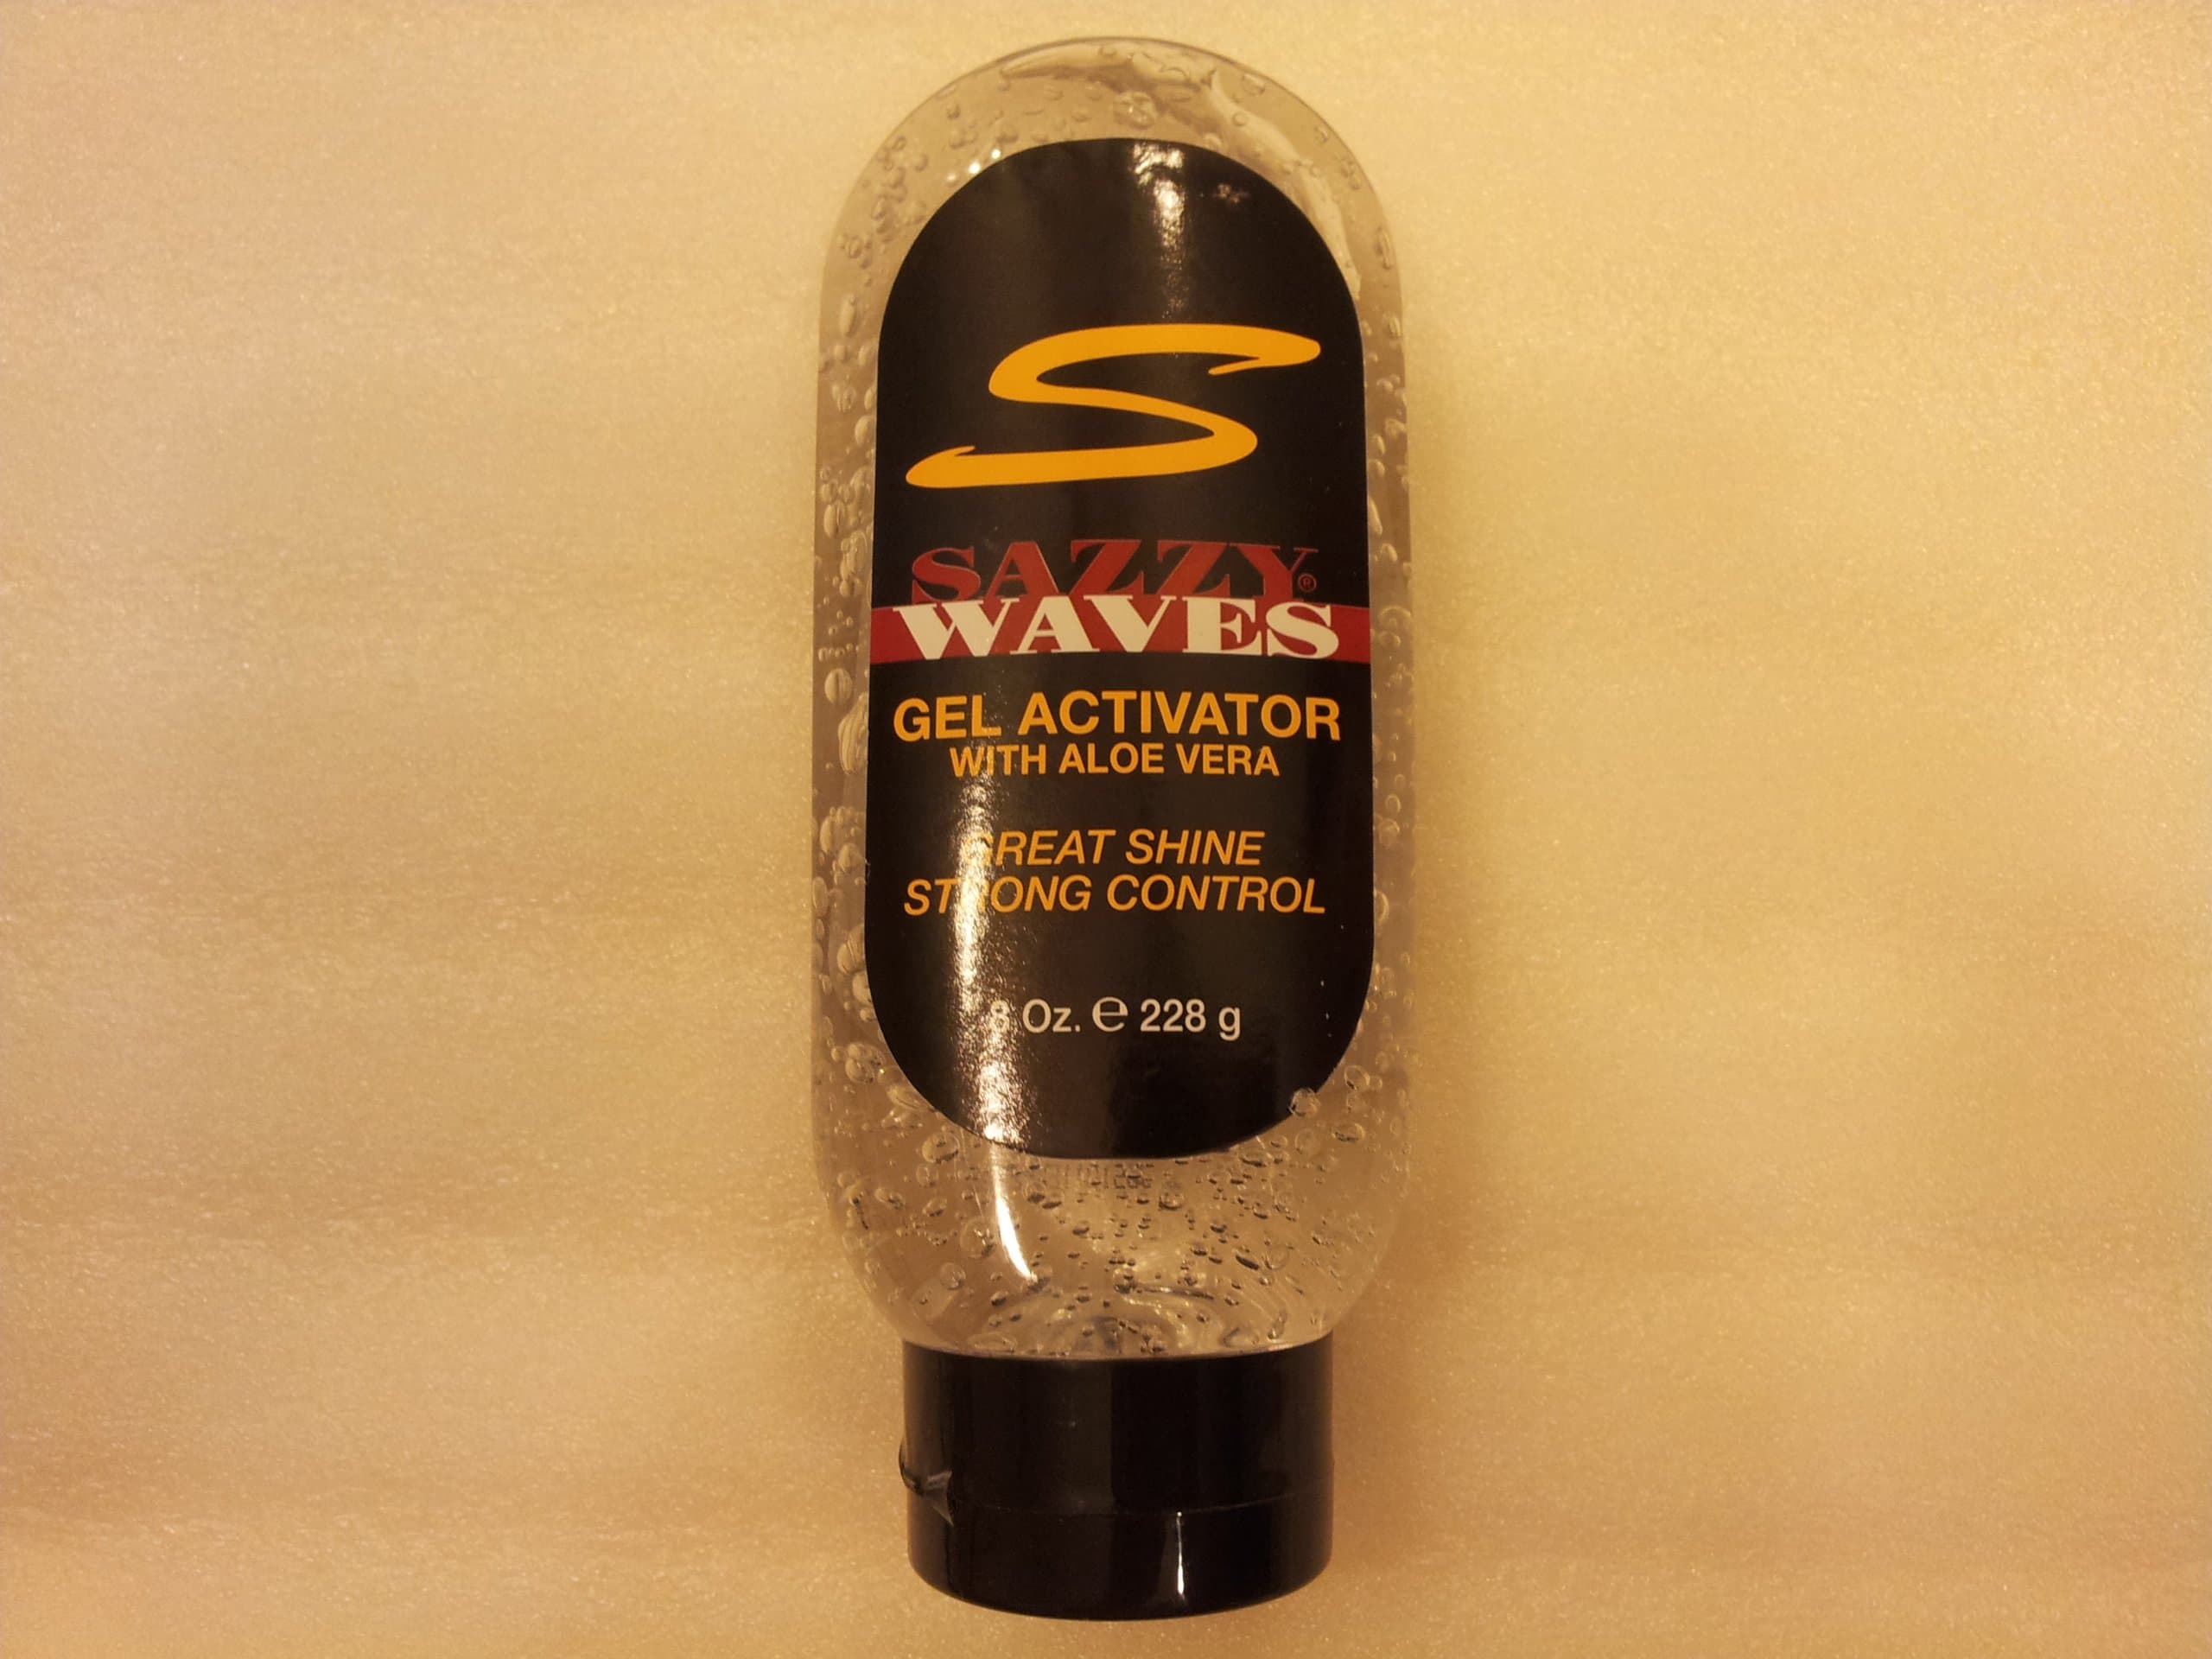 S
SAZZY®
WAVES
GEL ACTIVATOR
WITH ALOE VERA
GREAT SHINE
STRONG CONTROL
8 Oz. ℮ 228 g